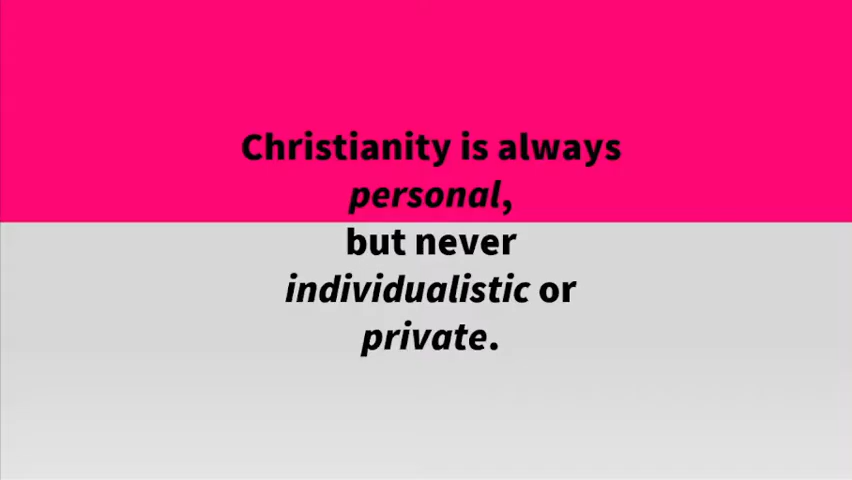 Christianity is always
personal,
but never
individualistic or
private.